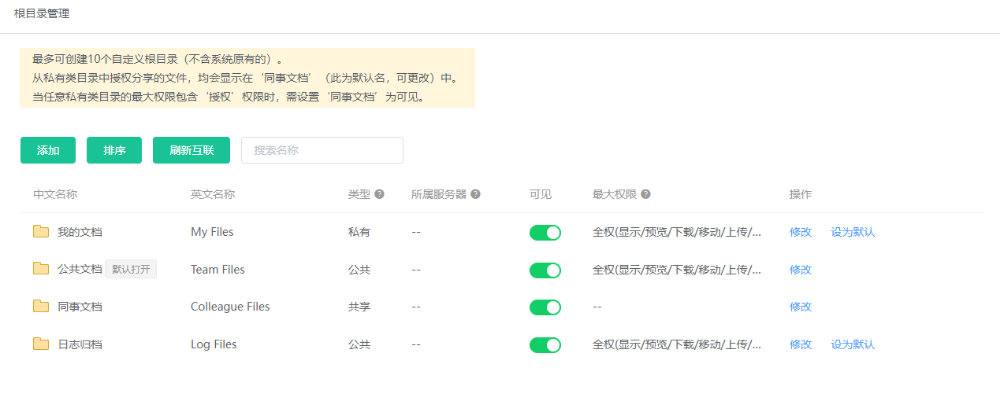 根目录管理
最多可创建10个自定义根目录（不含系统原有的）。
从私有类目录中授权分享的文件，均会显示在‘同事文档’（此为默认名，可更改）中。
当任意私有类目录的最大权限包含‘授权’权限时，需设置‘同事文档’为可见。
添加 排序 刷新互联 搜索名称
中文名称 英文名称 类型 所属服务器 可见 最大权限 操作
我的文档 My Files 私有 -- 全权(显示/预览/下载/移动/上传/... 修改 设为默认
公共文档 默认打开 Team Files 公共 -- 全权(显示/预览/下载/移动/上传/... 修改
同事文档 Colleague Files 共享 -- -- 修改
日志归档 Log Files 公共 -- 全权(显示/预览/下载/移动/上传/... 修改 设为默认